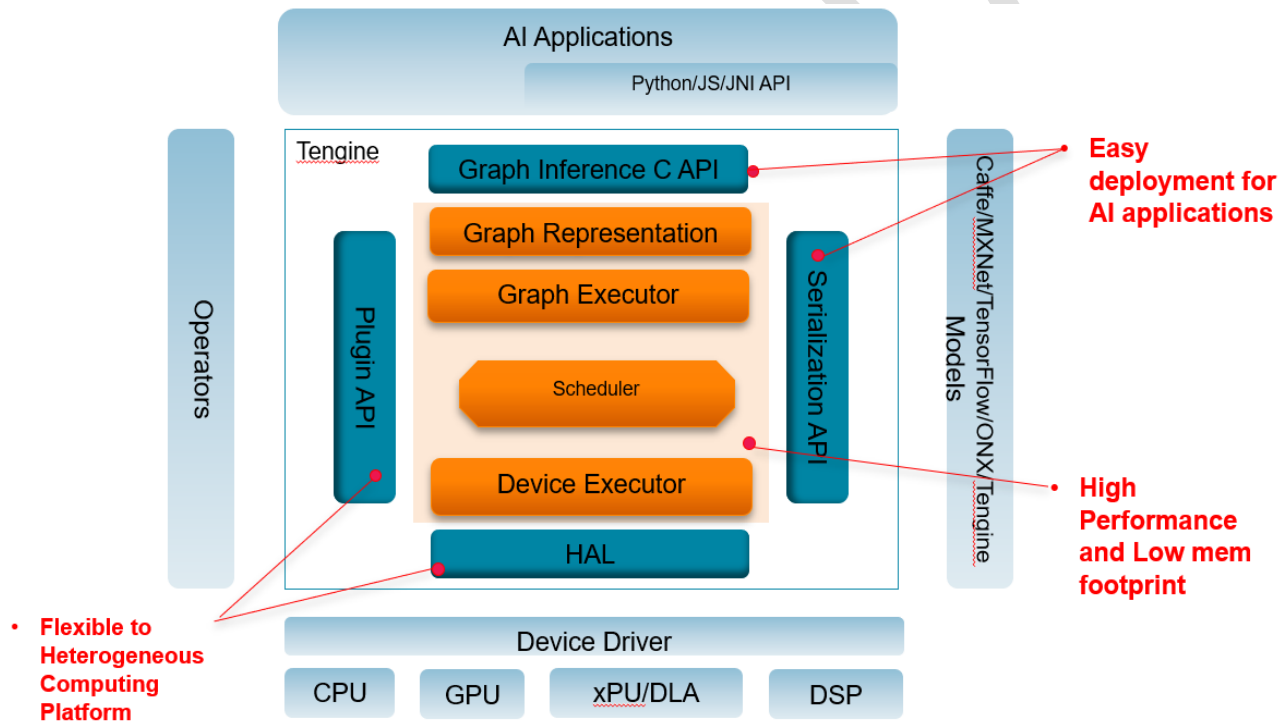 AI Applications
Python/JS/JNI API
Tengine
Graph Inference C API
Graph Representation
Graph Executor
Scheduler
Device Executor
HAL
Operators
Plugin API
Serialization API
Caffe/MXNet/TensorFlow/ONX/Tengine
Models
• Easy
deployment for
AI applications
• High
Performance
and Low mem
footprint
• Flexible to
Heterogeneous
Computing
Platform
Device Driver
CPU
GPU
xPU/DLA
DSP